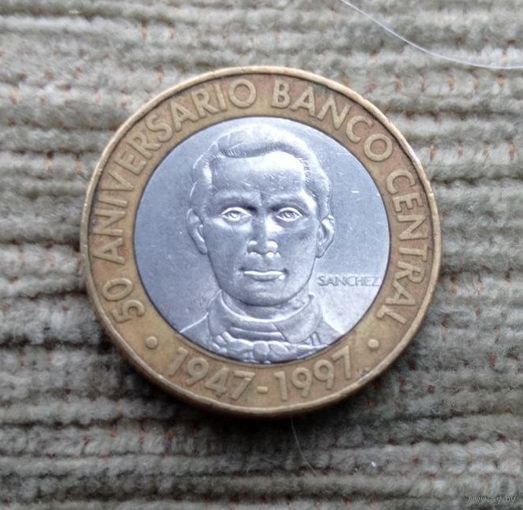 50 ANIVERSARIO BANCO CENTRAL
SANCHEZ
• 1947-1997 •